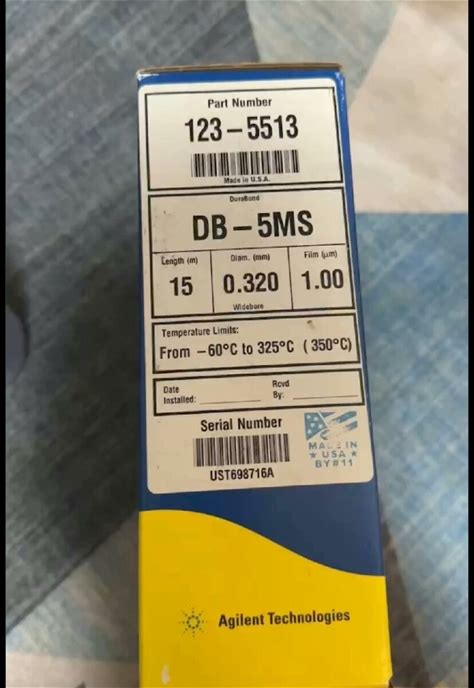 Part Number
123-5513
Made in U.S.A.
DuraBond
DB-5MS
Length (m) Diam. (mm) Film (µm)
15 0.320 1.00
Widebore
Temperature Limits:
From -60°C to 325°C (350°C)
Date Rcvd
Installed: By:
Serial Number
UST698716A
MADE IN
★ USA ★
BY#11
Agilent Technologies